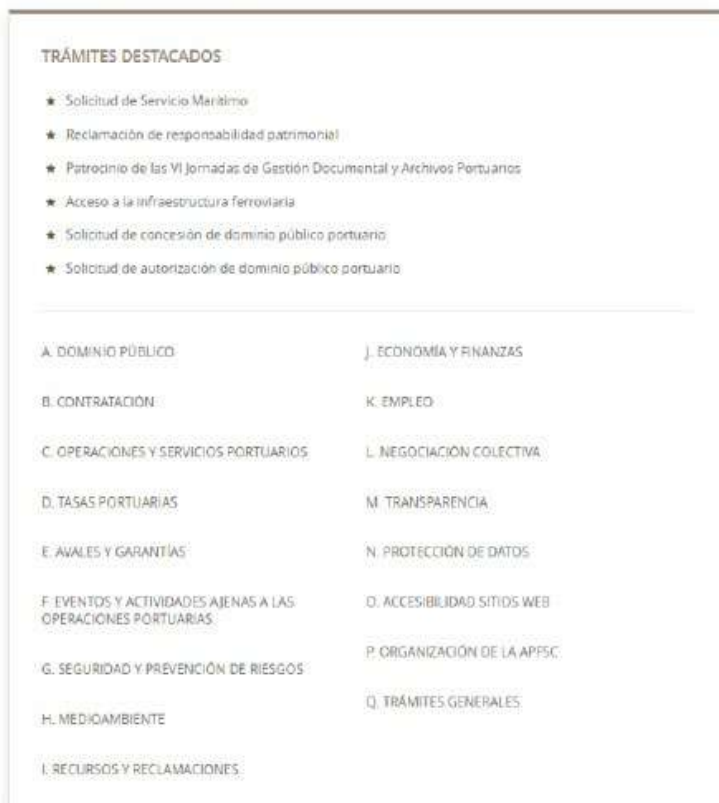 TRÁMITES DESTACADOS
★ Solicitud de Servicio Marítimo
★ Reclamación de responsabilidad patrimonial
★ Patrocinio de las VI Jornadas de Gestión Documental y Archivos Portuarios
★ Acceso a la infraestructura ferroviaria
★ Solicitud de concesión de dominio público portuario
★ Solicitud de autorización de dominio público portuario
A. DOMINIO PÚBLICO
B. CONTRATACIÓN
C. OPERACIONES Y SERVICIOS PORTUARIOS
D. TASAS PORTUARIAS
E. AVALES Y GARANTÍAS
F. EVENTOS Y ACTIVIDADES AJENAS A LAS
OPERACIONES PORTUARIAS
G. SEGURIDAD Y PREVENCIÓN DE RIESGOS
H. MEDIOAMBIENTE
I. RECURSOS Y RECLAMACIONES
J. ECONOMÍA Y FINANZAS
K. EMPLEO
L. NEGOCIACIÓN COLECTIVA
M. TRANSPARENCIA
N. PROTECCIÓN DE DATOS
O. ACCESIBILIDAD SITIOS WEB
P. ORGANIZACIÓN DE LA APFSC
Q. TRÁMITES GENERALES